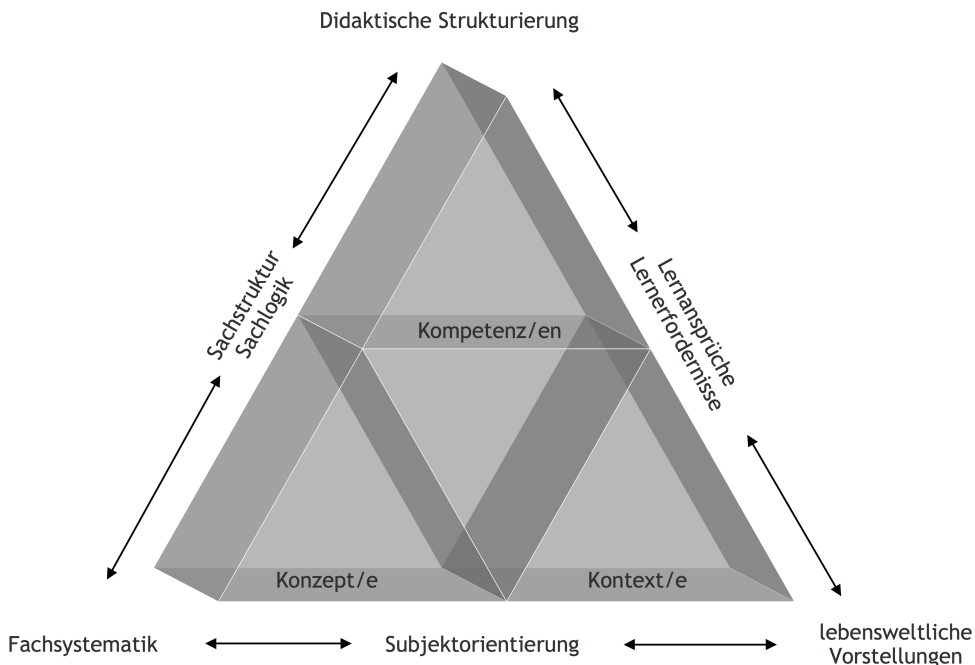 Didaktische Strukturierung
Sachstruktur
Sachlogik
Lernansprüche
Lernerfordernisse
Kompetenz/en
Konzept/e
Kontext/e
Fachsystematik
Subjektorientierung
lebensweltliche
Vorstellungen